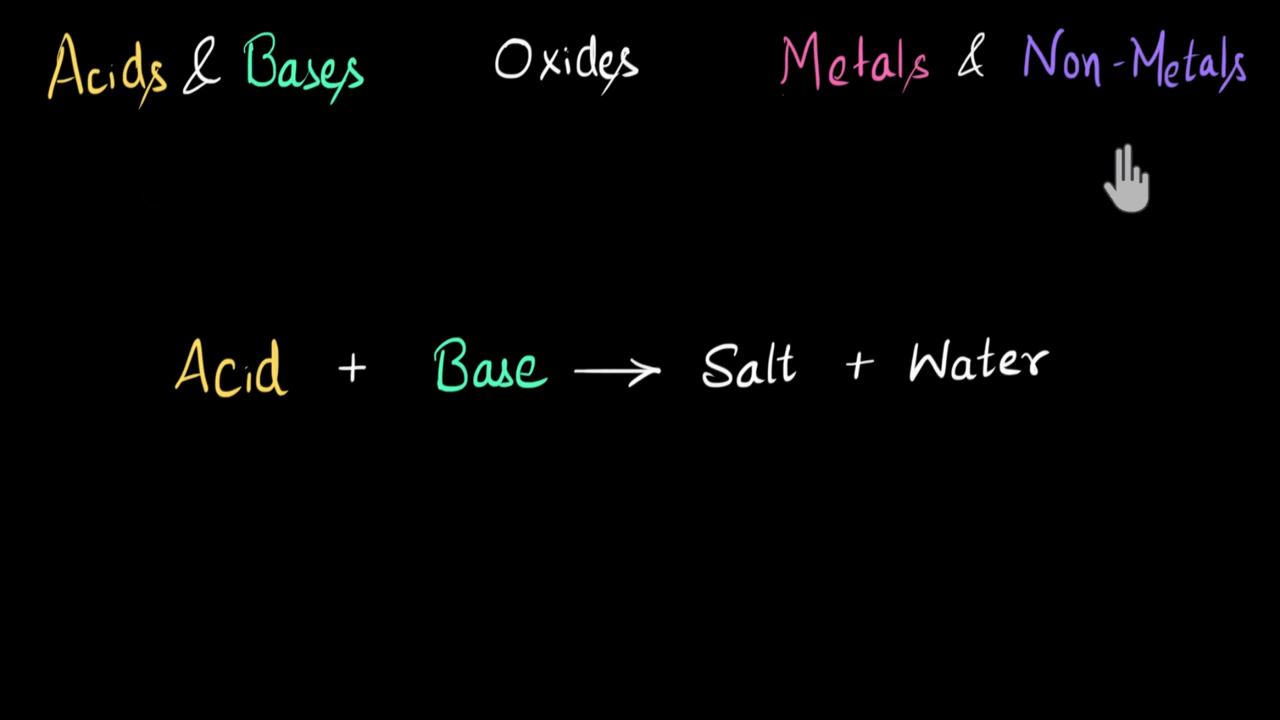 Acids & Bases Oxides Metals & Non-Metals
Acid + Base → Salt + Water